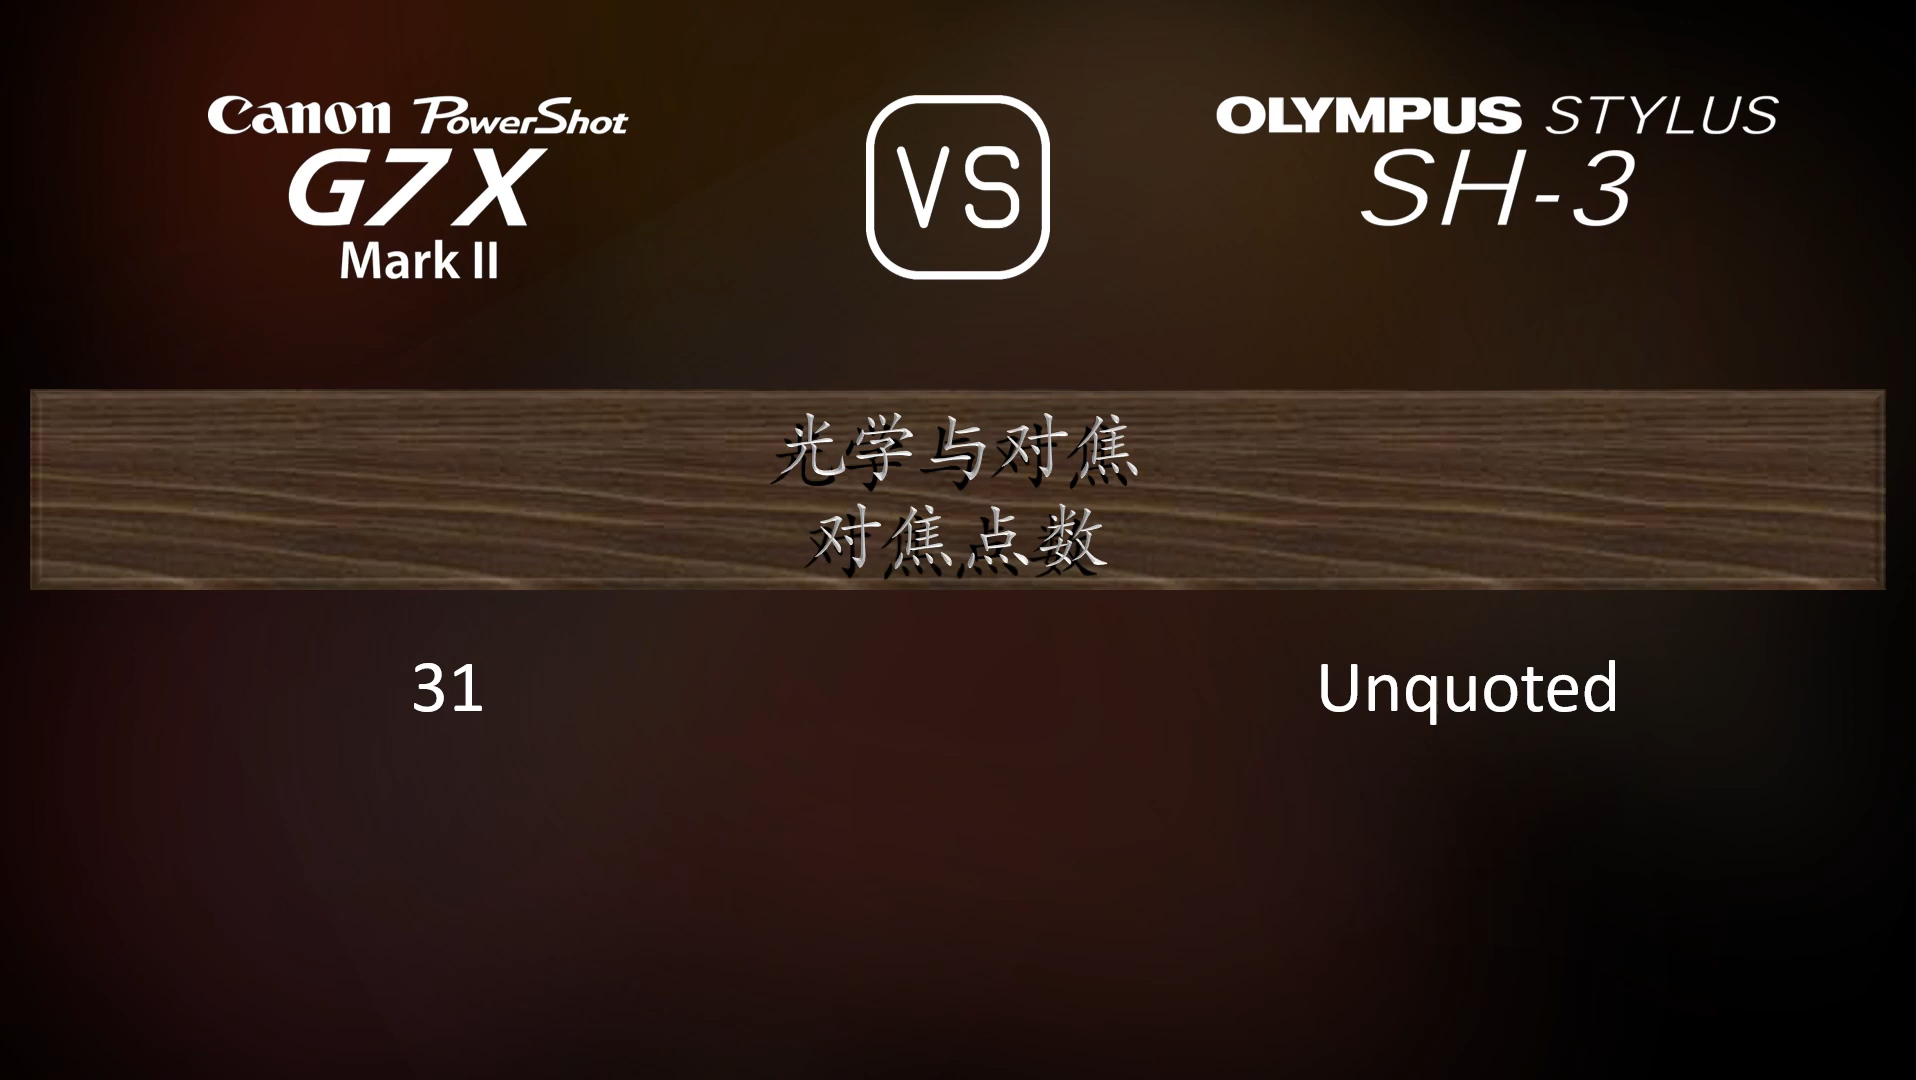 Canon PowerShot
G7 X
Mark II
VS
OLYMPUS STYLUS
SH-3
光学与对焦
对焦点数
31
Unquoted